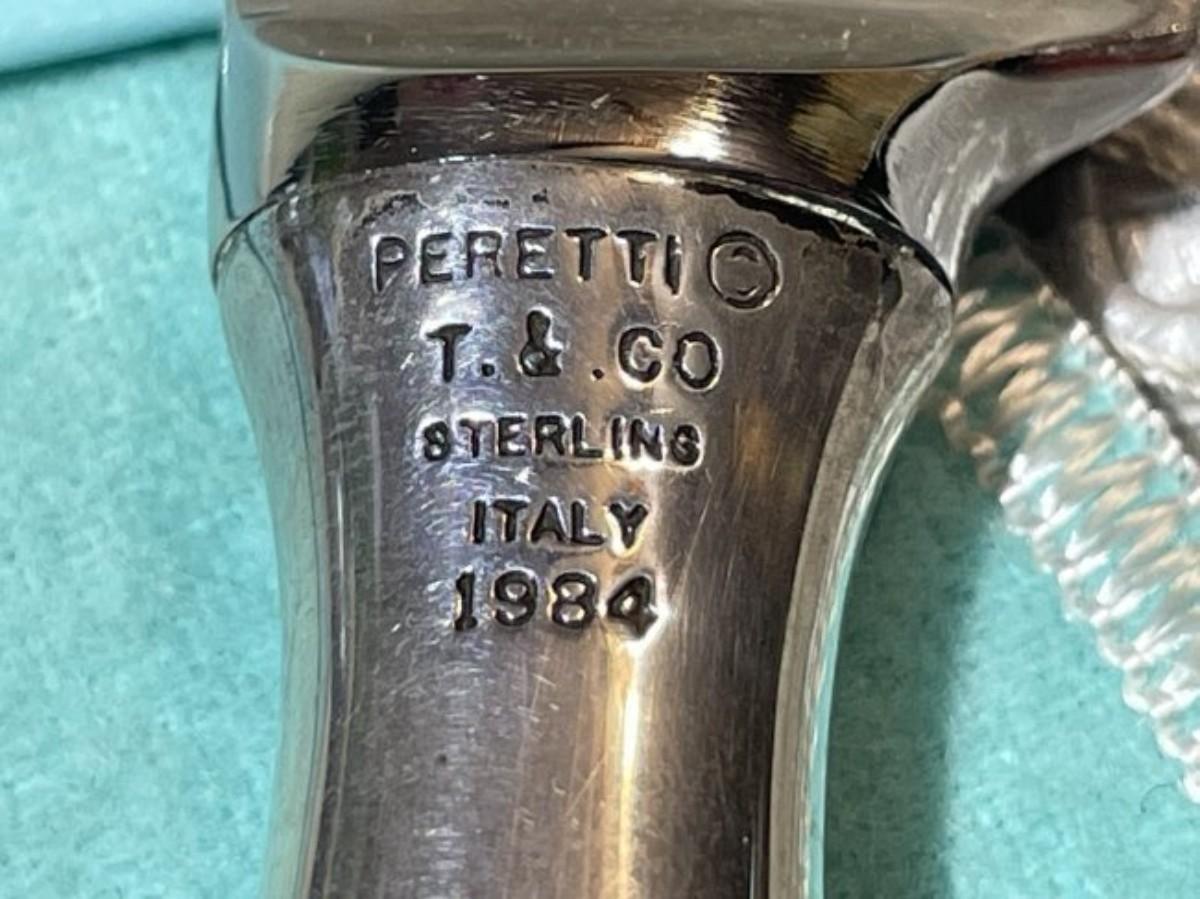 PERETTI ©
T. & .CO
STERLING
ITALY
1984